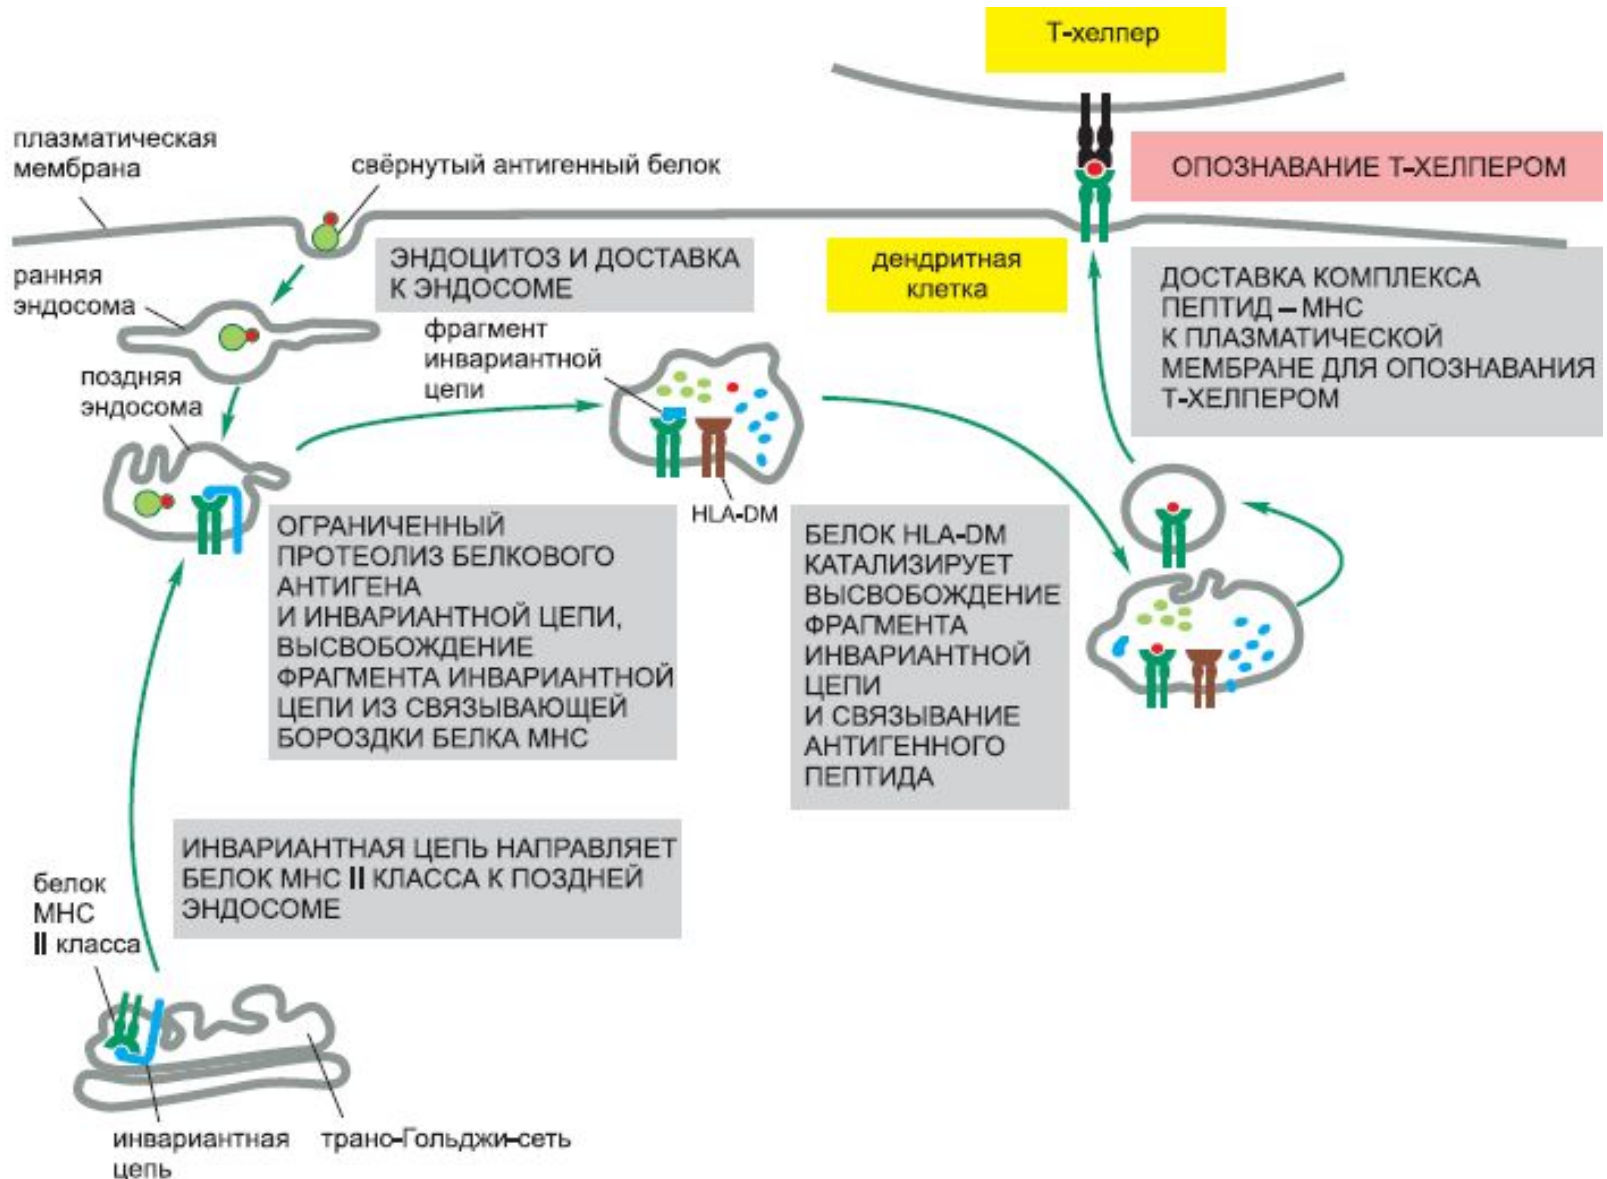 Т-хелпер
плазматическая
мембрана
свёрнутый антигенный белок
ОПОЗНАВАНИЕ Т-ХЕЛПЕРОМ
ранняя
эндосома
ЭНДОЦИТОЗ И ДОСТАВКА
К ЭНДОСОМЕ
дендритная
клетка
ДОСТАВКА КОМПЛЕКСА
ПЕПТИД – МНС
К ПЛАЗМАТИЧЕСКОЙ
МЕМБРАНЕ ДЛЯ ОПОЗНАВАНИЯ
Т-ХЕЛПЕРОМ
фрагмент
инвариантной
цепи
поздняя
эндосома
HLA-DM
ОГРАНИЧЕННЫЙ
ПРОТЕОЛИЗ БЕЛКОВОГО
АНТИГЕНА
И ИНВАРИАНТНОЙ ЦЕПИ,
ВЫСВОБОЖДЕНИЕ
ФРАГМЕНТА ИНВАРИАНТНОЙ
ЦЕПИ ИЗ СВЯЗЫВАЮЩЕЙ
БОРОЗДКИ БЕЛКА МНС
БЕЛОК HLA-DM
КАТАЛИЗИРУЕТ
ВЫСВОБОЖДЕНИЕ
ФРАГМЕНТА
ИНВАРИАНТНОЙ
ЦЕПИ
И СВЯЗЫВАНИЕ
АНТИГЕННОГО
ПЕПТИДА
ИНВАРИАНТНАЯ ЦЕПЬ НАПРАВЛЯЕТ
БЕЛОК МНС II КЛАССА К ПОЗДНЕЙ
ЭНДОСОМЕ
белок
МНС
II класса
инвариантная
цепь
трано-Гольджи-сеть